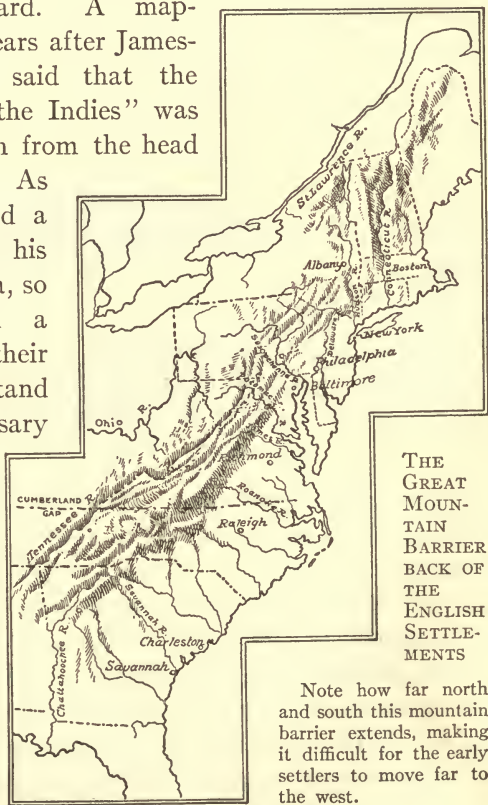 ard. A map-
ears after James-
said that the
the Indies" was
n from the head
As
d a
his
a, so
a
their
tand
sary
St. Lawrence R.
Albany
Hudson R.
Connecticut R.
Boston
New York
Delaware R.
Philadelphia
Baltimore
Ohio R.
Richmond
Roanoke R.
Raleigh
CUMBERLAND
GAP
Tennessee R.
Savannah R.
Charleston
Savannah
Chattahoochee R.
THE
GREAT
MOUN-
TAIN
BARRIER
BACK OF
THE
ENGLISH
SETTLE-
MENTS
Note how far north
and south this mountain
barrier extends, making
it difficult for the early
settlers to move far to
the west.